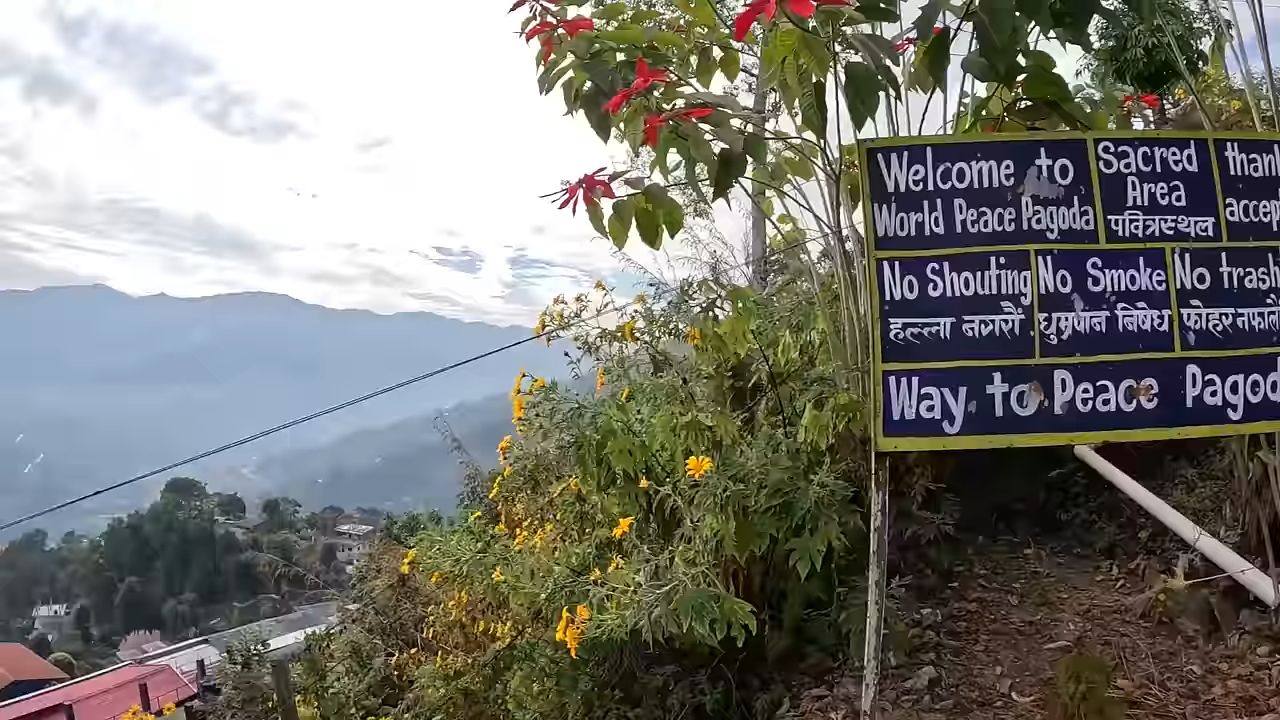 Welcome to
World Peace Pagoda
Sacred
Area
पवित्रस्थल
No Shouting
हल्ला नगरौं
No Smoke
धुम्रपान निषेध
No trash
Way to Peace